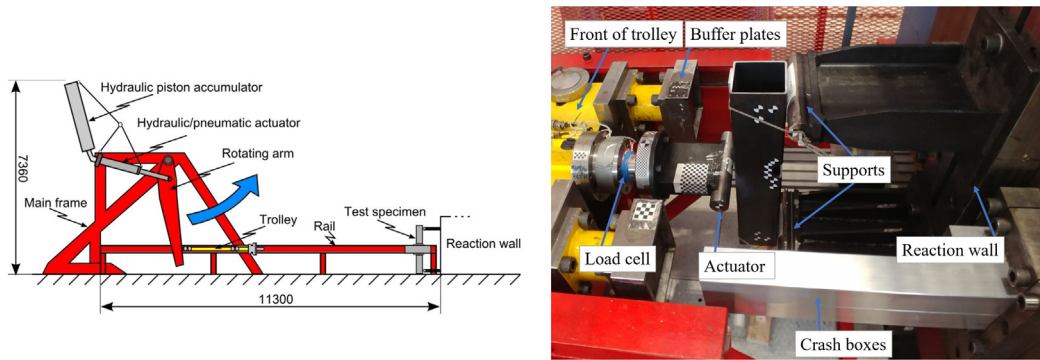 Hydraulic piston accumulator
Hydraulic/pneumatic actuator
Rotating arm
7360
Main frame
Trolley
Rail
Test specimen
Reaction wall
11300
Front of trolley
Buffer plates
Supports
Load cell
Actuator
Reaction wall
Crash boxes